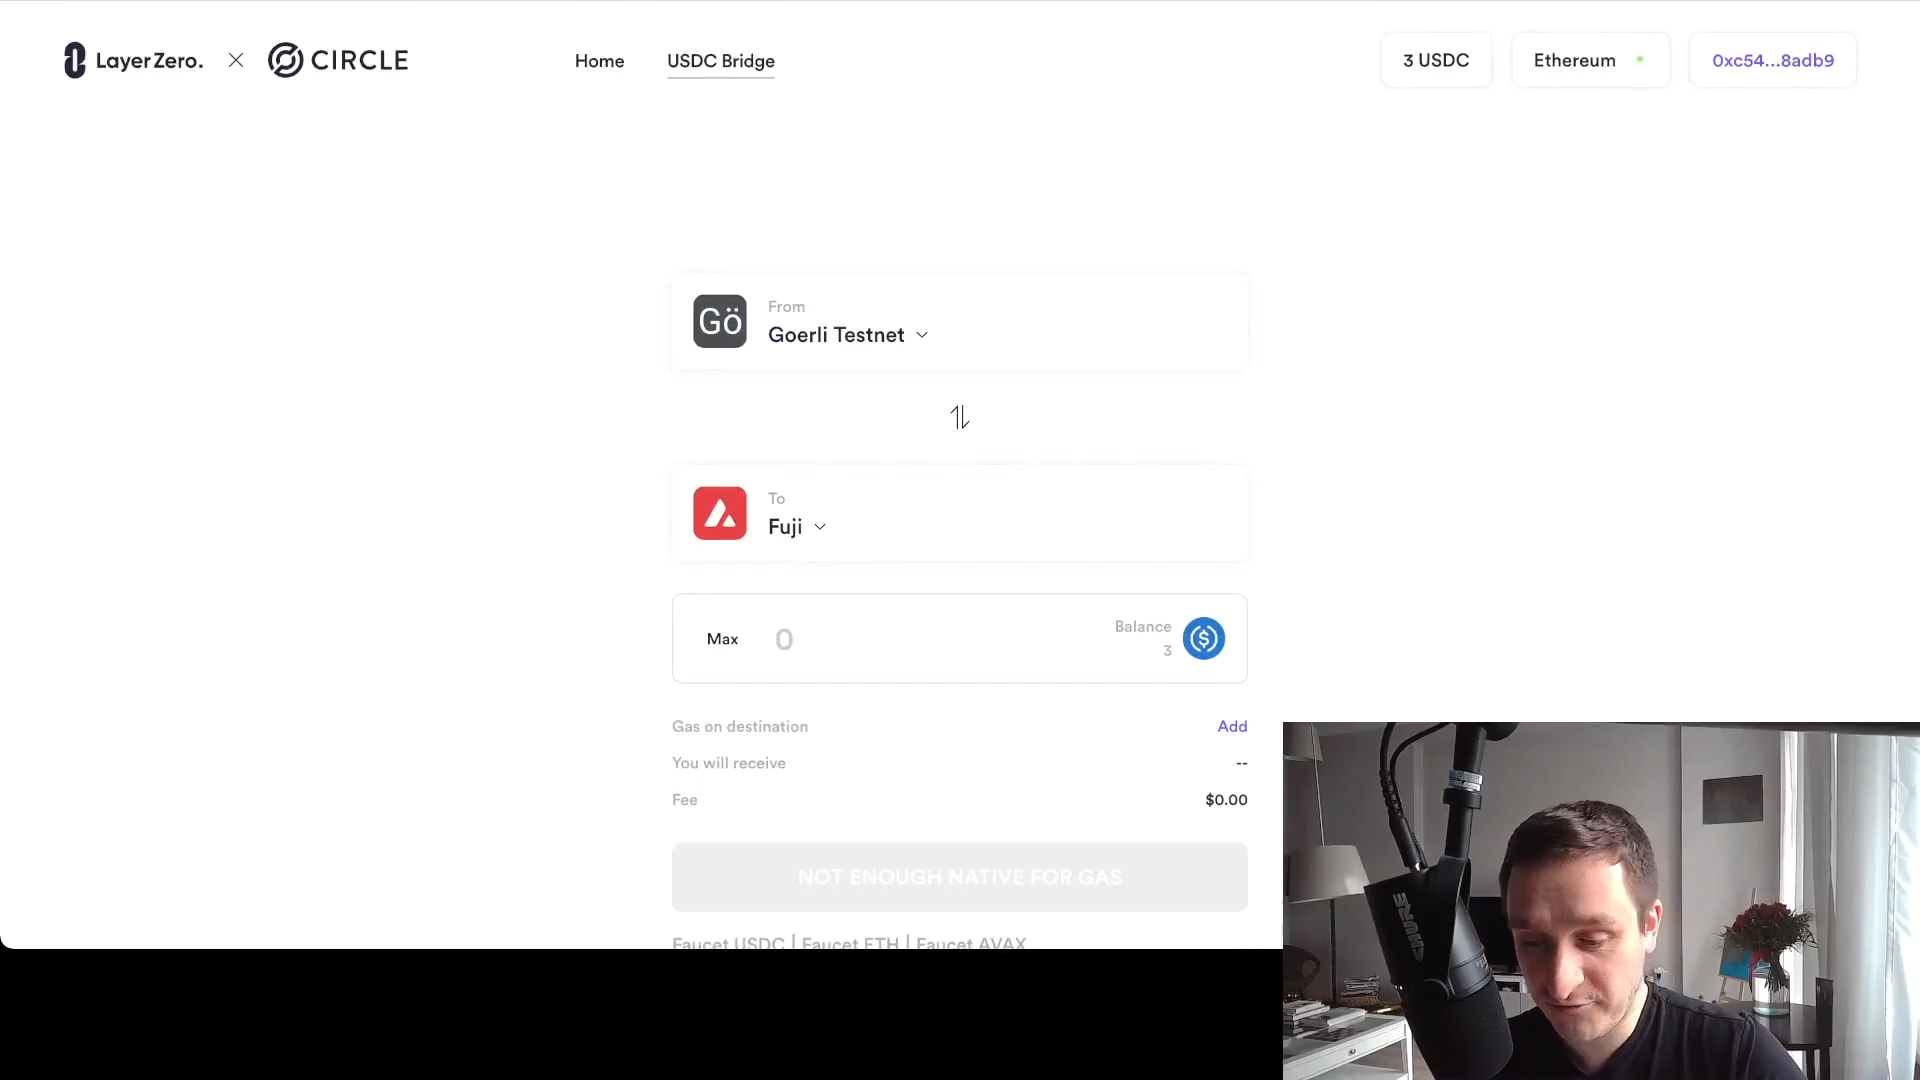 LayerZero. × CIRCLE
Home
USDC Bridge
3 USDC
Ethereum
0xc54...8adb9
Gö
From
Goerli Testnet
To
Fuji
Max
0
Balance
3
Gas on destination
Add
You will receive
--
Fee
$0.00
NOT ENOUGH NATIVE FOR GAS
Faucet USDC | Faucet ETH | Faucet AVAX
SHURE